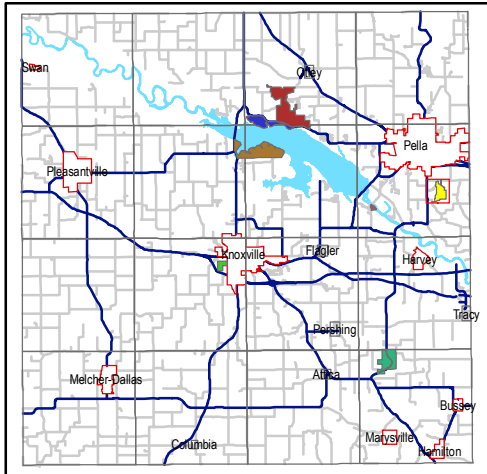 Swan
Otley
Pella
Pleasantville
Knoxville
Flagler
Harvey
Tracy
Pershing
Attica
Melcher-Dallas
Bussey
Columbia
Marysville
Hamilton